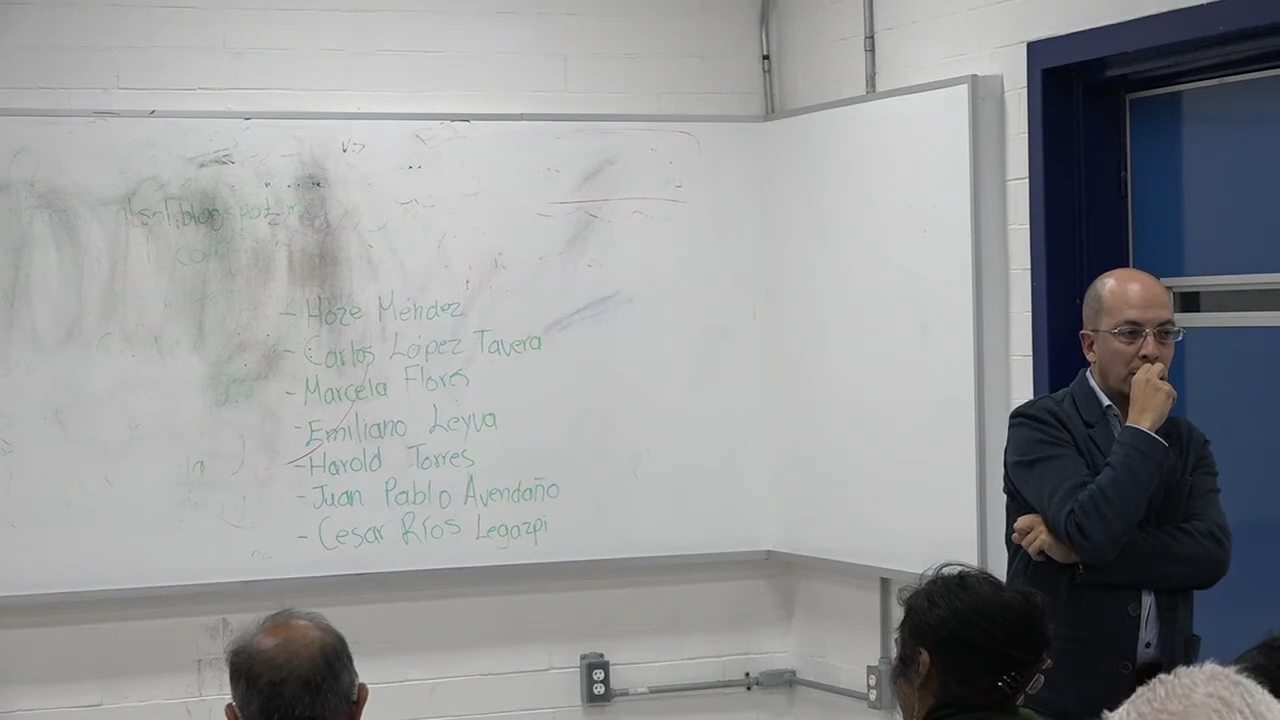 - Hoze Méndez
- Carlos López Tavera
- Marcela Flores
- Emiliano Leyva
- Harold Torres
- Juan Pablo Avendaño
- Cesar Ríos Legazpi